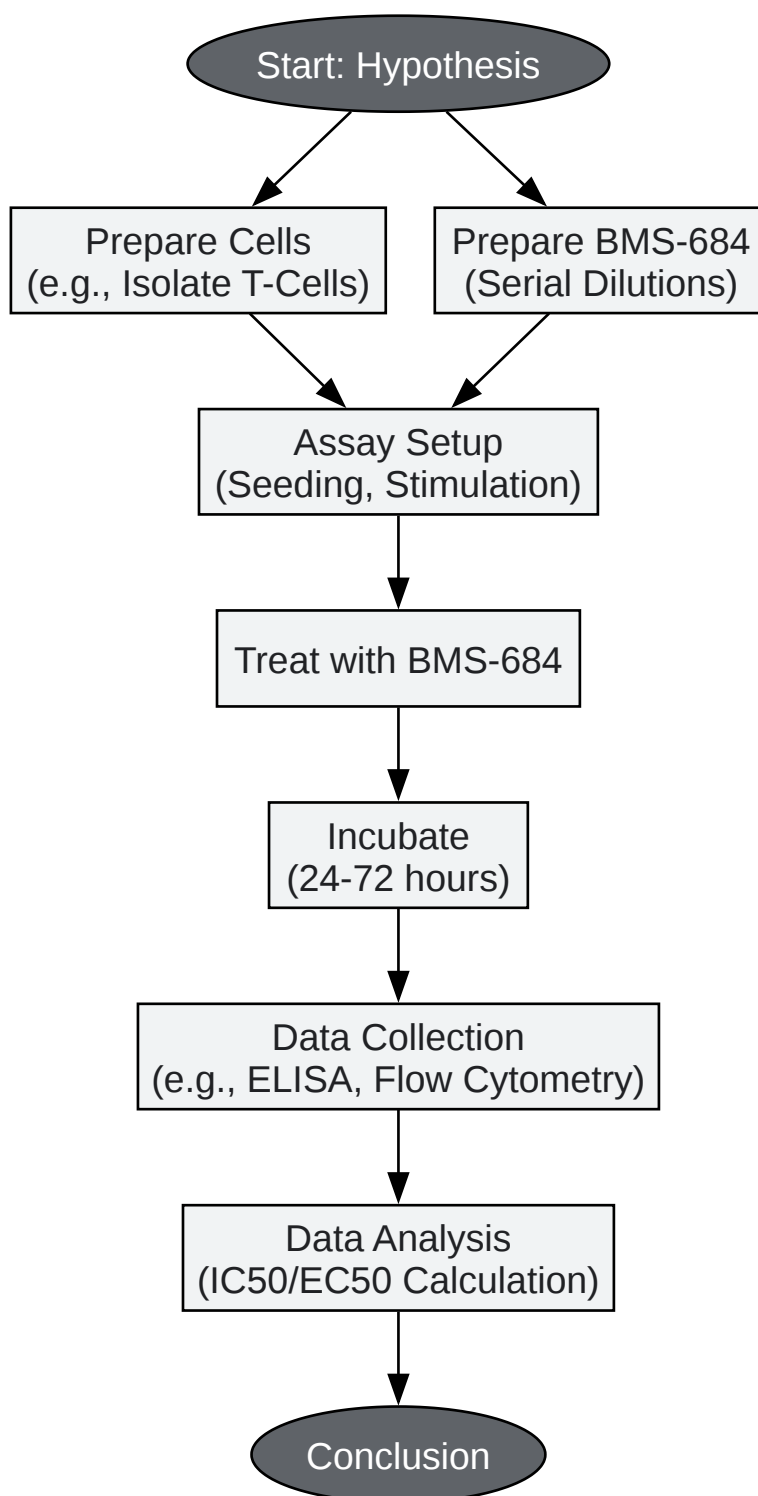 Start: Hypothesis
Prepare Cells
(e.g., Isolate T-Cells)
Prepare BMS-684
(Serial Dilutions)
Assay Setup
(Seeding, Stimulation)
Treat with BMS-684
Incubate
(24-72 hours)
Data Collection
(e.g., ELISA, Flow Cytometry)
Data Analysis
(IC50/EC50 Calculation)
Conclusion